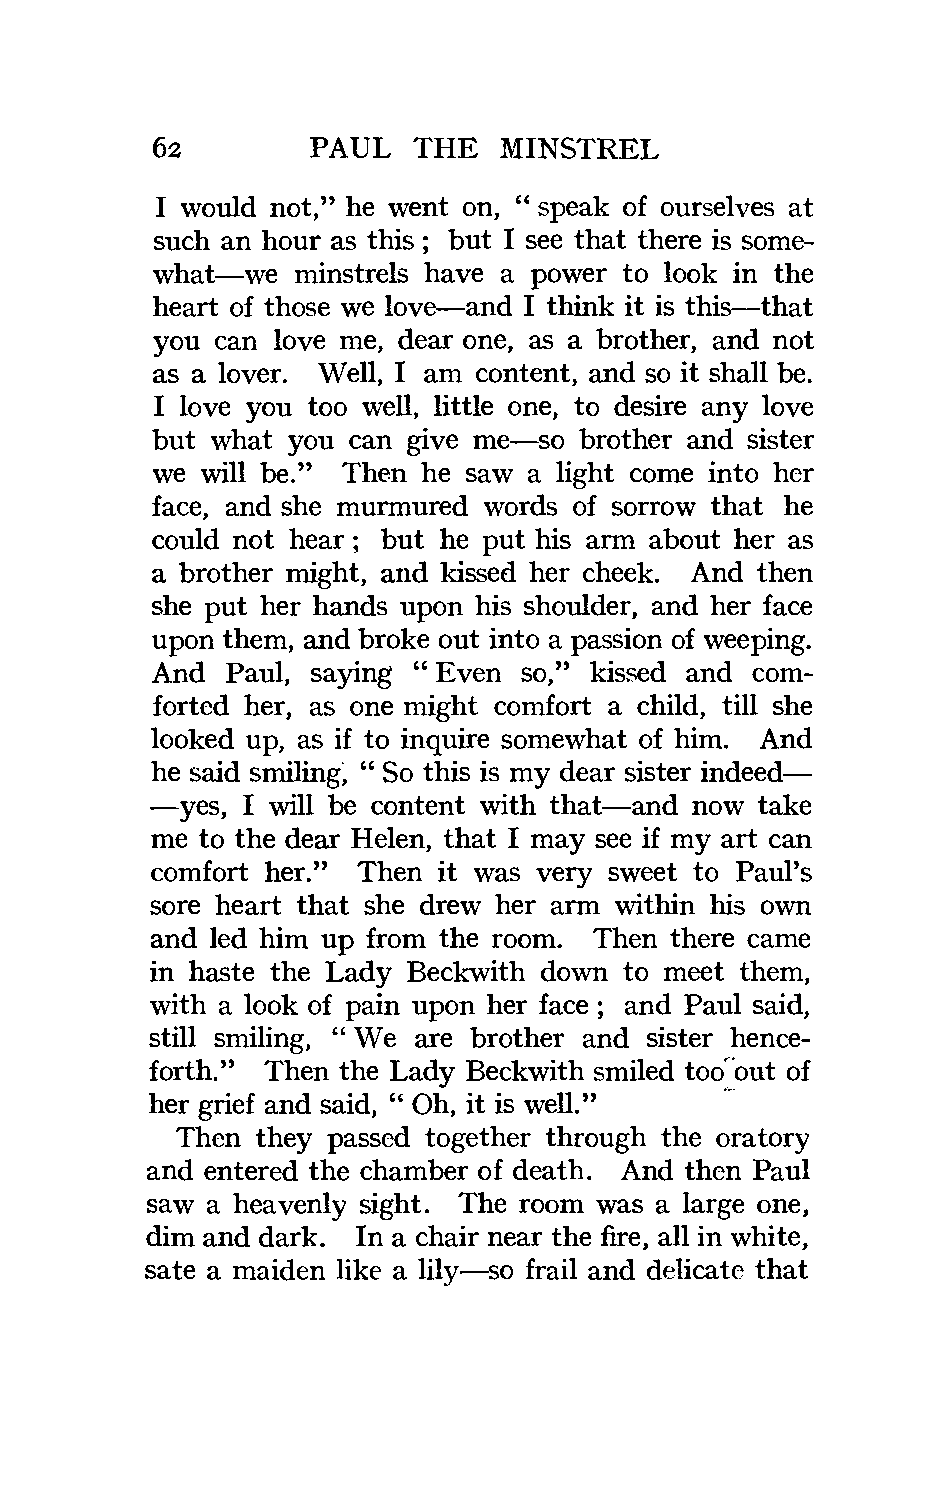 62 PAUL THE MINSTREL
I would not,” he went on, “ speak of ourselves at
such an hour as this ; but I see that there is some-
what—we minstrels have a power to look in the
heart of those we love—and I think it is this—that
you can love me, dear one, as a brother, and not
as a lover. Well, I am content, and so it shall be.
I love you too well, little one, to desire any love
but what you can give me—so brother and sister
we will be.” Then he saw a light come into her
face, and she murmured words of sorrow that he
could not hear ; but he put his arm about her as
a brother might, and kissed her cheek. And then
she put her hands upon his shoulder, and her face
upon them, and broke out into a passion of weeping.
And Paul, saying “ Even so,” kissed and com-
forted her, as one might comfort a child, till she
looked up, as if to inquire somewhat of him. And
he said smiling, “ So this is my dear sister indeed—
—yes, I will be content with that—and now take
me to the dear Helen, that I may see if my art can
comfort her.” Then it was very sweet to Paul’s
sore heart that she drew her arm within his own
and led him up from the room. Then there came
in haste the Lady Beckwith down to meet them,
with a look of pain upon her face ; and Paul said,
still smiling, “ We are brother and sister hence-
forth.” Then the Lady Beckwith smiled too out of
her grief and said, “ Oh, it is well.”
Then they passed together through the oratory
and entered the chamber of death. And then Paul
saw a heavenly sight. The room was a large one,
dim and dark. In a chair near the fire, all in white,
sate a maiden like a lily—so frail and delicate that